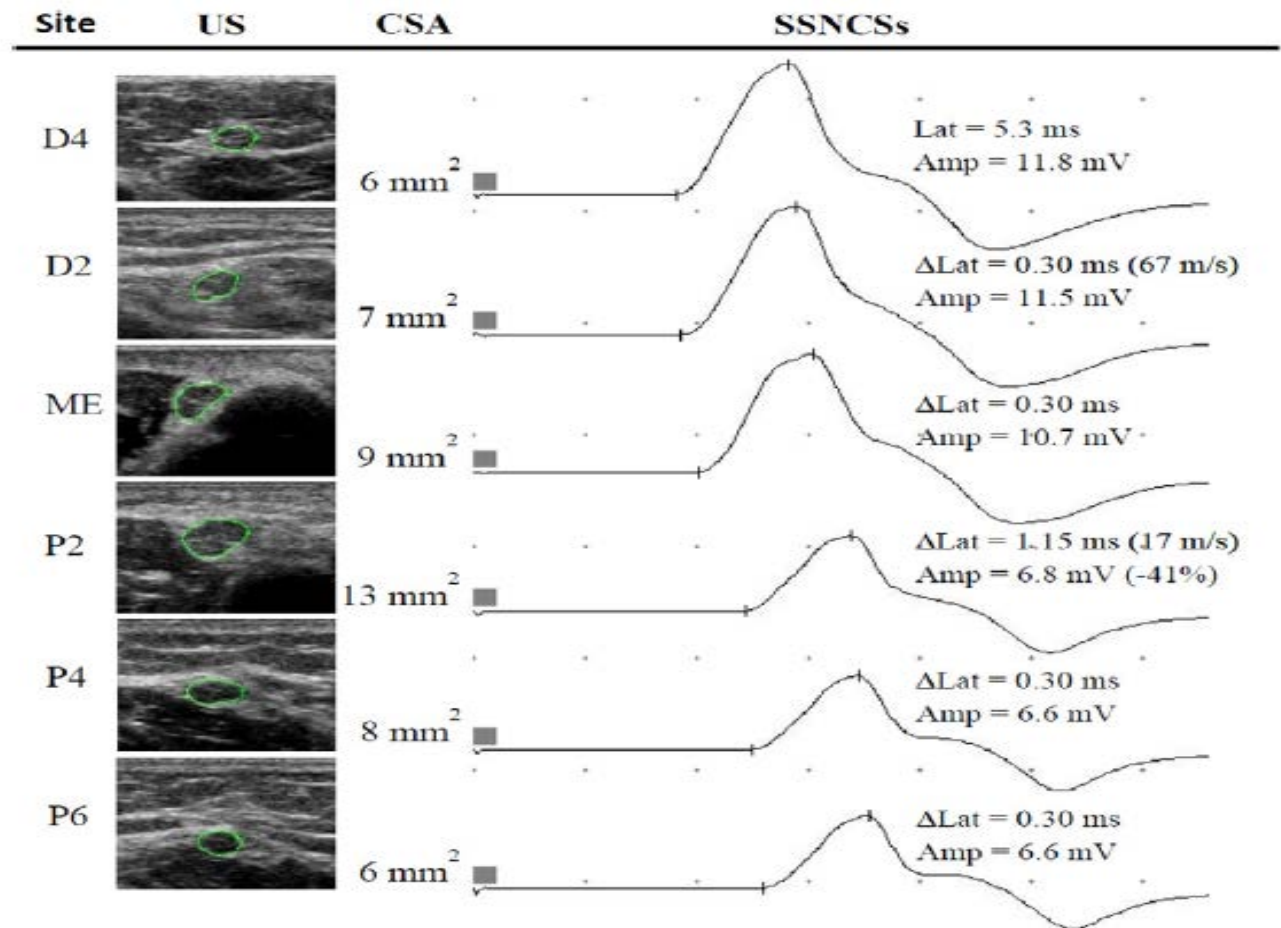 Site US CSA SSNCSs
D4 6 mm² Lat = 5.3 ms
Amp = 11.8 mV
D2 7 mm² ΔLat = 0.30 ms (67 m/s)
Amp = 11.5 mV
ME 9 mm² ΔLat = 0.30 ms
Amp = 10.7 mV
P2 13 mm² ΔLat = 1.15 ms (17 m/s)
Amp = 6.8 mV (-41%)
P4 8 mm² ΔLat = 0.30 ms
Amp = 6.6 mV
P6 6 mm² ΔLat = 0.30 ms
Amp = 6.6 mV